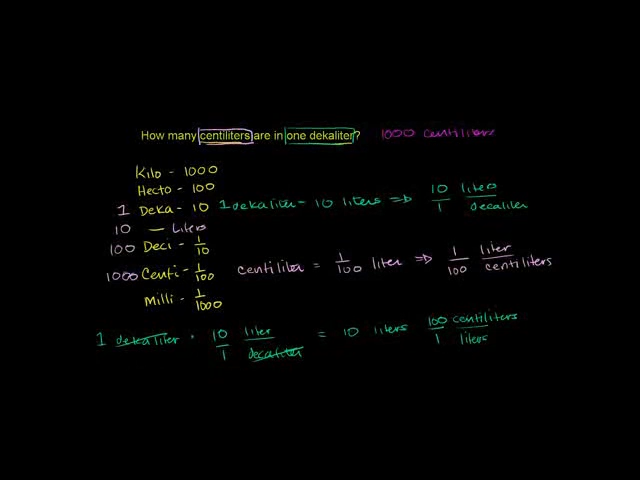 How many centiliters are in one dekaliter? 1000 centiliters
Kilo - 1000
Hecto - 100
1 Deka - 10 1 dekaliter - 10 liters ⇒ 10/1 liters/decaliter
10 — Liters
100 Deci - 1/10
1000 Centi - 1/100 centiliter = 1/100 liter ⇒ 1/100 liter/centiliters
Milli - 1/1000
1 dekaliter · 10/1 liter/decaliter = 10 liters 100/1 centiliters/liters